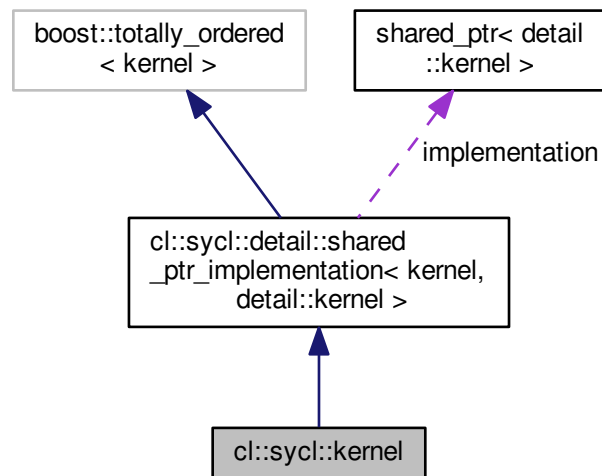 boost::totally_ordered
< kernel >
shared_ptr< detail
::kernel >
implementation
cl::sycl::detail::shared
_ptr_implementation< kernel,
detail::kernel >
cl::sycl::kernel